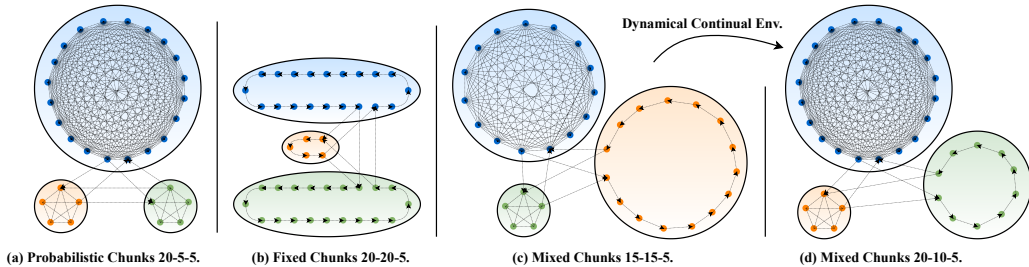 Dynamical Continual Env.
(a) Probabilistic Chunks 20-5-5.
(b) Fixed Chunks 20-20-5.
(c) Mixed Chunks 15-15-5.
(d) Mixed Chunks 20-10-5.